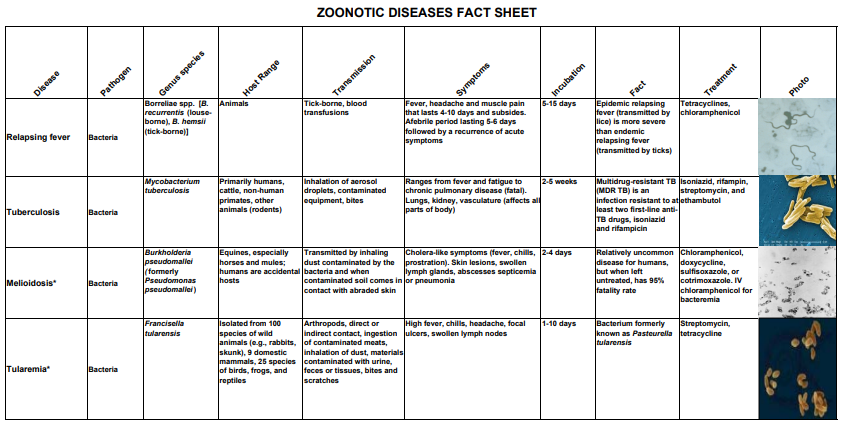 ZOONOTIC DISEASES FACT SHEET
Disease
Pathogen
Genus species
Host Range
Transmission
Symptoms
Incubation
Fact
Treatment
Photo
Relapsing fever
Bacteria
Borreliae spp. [B.
recurrentis (louse-
borne), B. hemsii
(tick-borne)]
Animals
Tick-borne, blood
transfusions
Fever, headache and muscle pain
that lasts 4-10 days and subsides.
Afebrile period lasting 5-6 days
followed by a recurrence of acute
symptoms
5-15 days
Epidemic relapsing
fever (transmitted by
lice) is more severe
than endemic
relapsing fever
(transmitted by ticks)
Tetracyclines,
chloramphenicol
Tuberculosis
Bacteria
Mycobacterium
tuberculosis
Primarily humans,
cattle, non-human
primates, other
animals (rodents)
Inhalation of aerosol
droplets, contaminated
equipment, bites
Ranges from fever and fatigue to
chronic pulmonary disease (fatal).
Lungs, kidney, vasculature (affects all
parts of body)
2-5 weeks
Multidrug-resistant TB
(MDR TB) is an
infection resistant to at
least two first-line anti-
TB drugs, isoniazid
and rifampicin
Isoniazid, rifampin,
streptomycin, and
ethambutol
Melioidosis*
Bacteria
Burkholderia
pseudomallei
(formerly
Pseudomonas
pseudomallei)
Equines, especially
horses and mules;
humans are accidental
hosts
Transmitted by inhaling
dust contaminated by the
bacteria and when
contaminated soil comes in
contact with abraded skin
Cholera-like symptoms (fever, chills,
prostration). Skin lesions, swollen
lymph glands, abscesses septicemia
or pneumonia
2-4 days
Relatively uncommon
disease for humans,
but when left
untreated, has 95%
fatality rate
Chloramphenicol,
doxycycline,
sulfisoxazole, or
cotrimoxazole. IV
chloramphenicol for
bacteremia
Tularemia*
Bacteria
Francisella
tularensis
Isolated from 100
species of wild
animals (e.g., rabbits,
skunk), 9 domestic
mammals, 25 species
of birds, frogs, and
reptiles
Arthropods, direct or
indirect contact, ingestion
of contaminated meats,
inhalation of dust, materials
contaminated with urine,
feces or tissues, bites and
scratches
High fever, chills, headache, focal
ulcers, swollen lymph nodes
1-10 days
Bacterium formerly
known as Pasteurella
tularensis
Streptomycin,
tetracycline